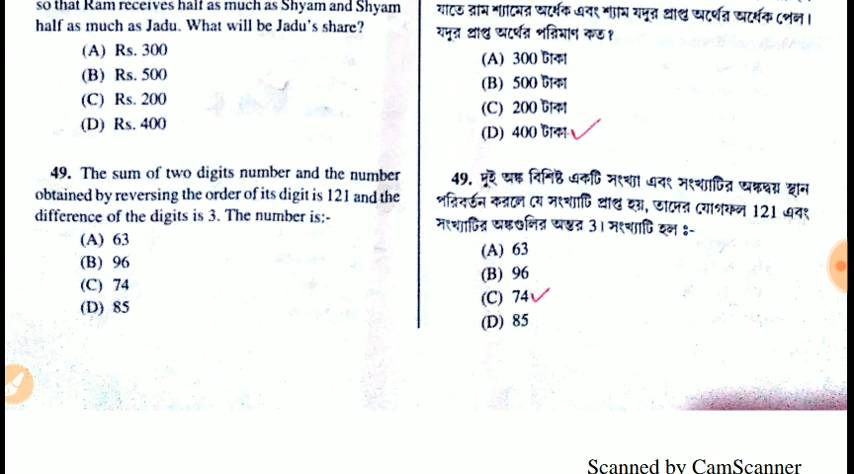 so that Ram receives half as much as Shyam and Shyam
half as much as Jadu. What will be Jadu's share?
(A) Rs. 300
(B) Rs. 500
(C) Rs. 200
(D) Rs. 400
49. The sum of two digits number and the number
obtained by reversing the order of its digit is 121 and the
difference of the digits is 3. The number is:-
(A) 63
(B) 96
(C) 74
(D) 85
যাতে রাম শ্যামের অর্ধেক এবং শ্যাম যদুর প্রাপ্ত অর্থের অর্ধেক পেল।
যদুর প্রাপ্ত অর্থের পরিমাণ কত?
(A) 300 টাকা
(B) 500 টাকা
(C) 200 টাকা
(D) 400 টাকা
49. দুই অঙ্ক বিশিষ্ট একটি সংখ্যা এবং সংখ্যাটির অঙ্কদ্বয় স্থান
পরিবর্তন করলে যে সংখ্যাটি প্রাপ্ত হয়, তাদের যোগফল 121 এবং
সংখ্যাটির অঙ্কগুলির অন্তর 3। সংখ্যাটি হল ঃ-
(A) 63
(B) 96
(C) 74
(D) 85
Scanned by CamScanner